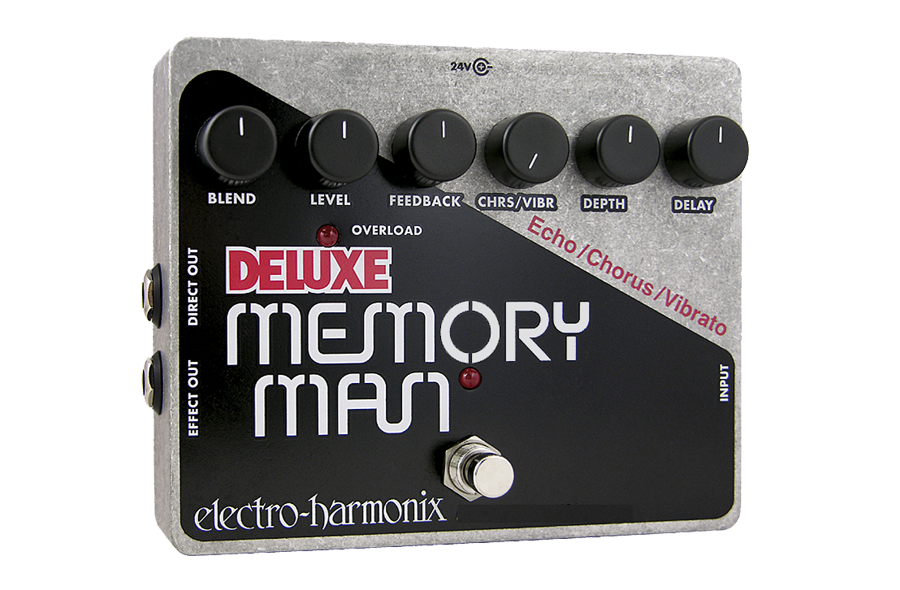 24V
BLEND
LEVEL
FEEDBACK
CHRS/VIBR
DEPTH
DELAY
OVERLOAD
Echo/Chorus/Vibrato
DIRECT OUT
DELUXE
MEMORY
MAN
EFFECT OUT
INPUT
electro-harmonix